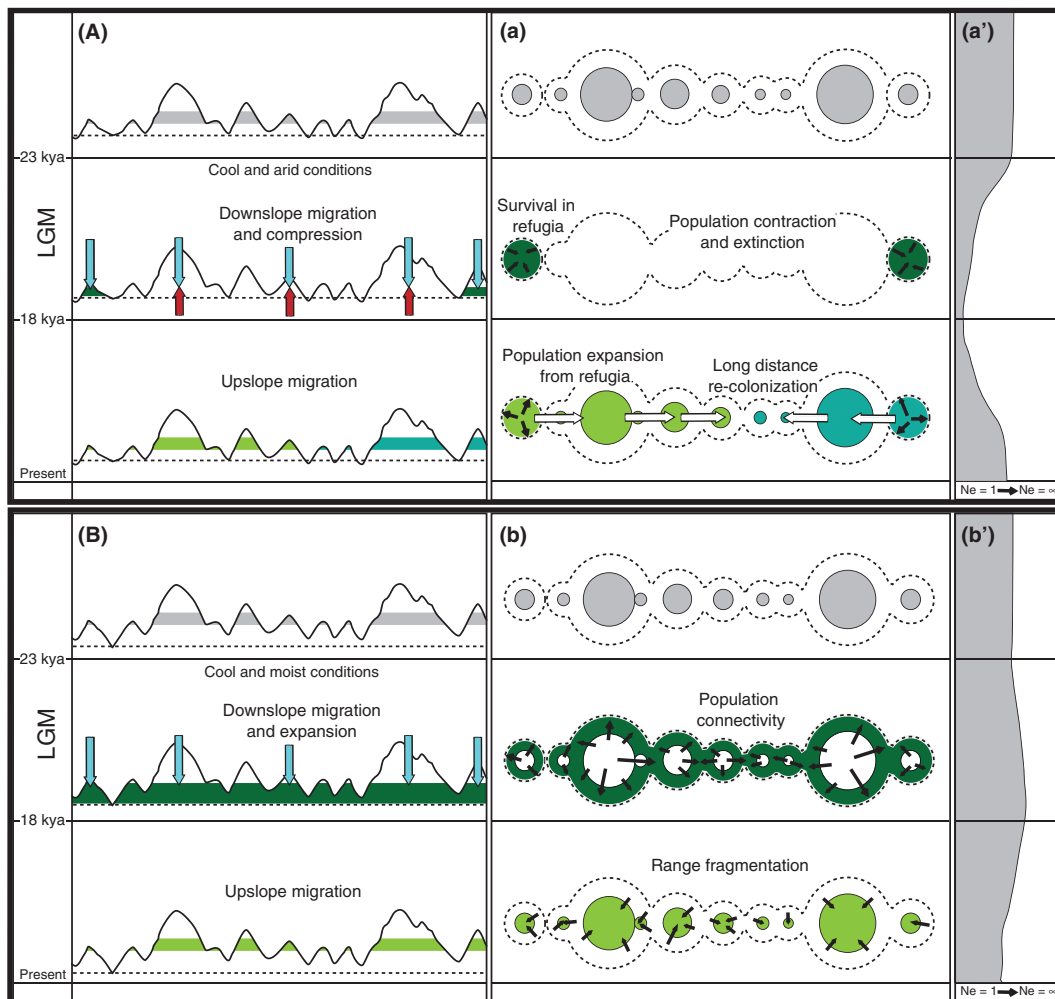 (A)
(a)
(a')
23 kya
Cool and arid conditions
LGM
Downslope migration
and compression
Survival in
refugia
Population contraction
and extinction
18 kya
Upslope migration
Population expansion
from refugia
Long distance
re-colonization
Present
Ne = 1 Ne = ∞
(B)
(b)
(b')
23 kya
Cool and moist conditions
LGM
Downslope migration
and expansion
Population
connectivity
18 kya
Upslope migration
Range fragmentation
Present
Ne = 1 Ne = ∞